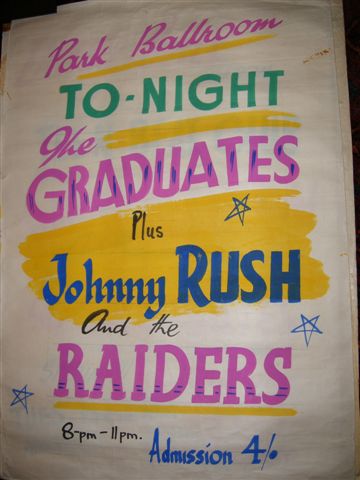 Park Ballroom
TO-NIGHT
The
GRADUATES
Plus
Johnny RUSH
And the
RAIDERS
8-pm-11pm.
Admission 4/-